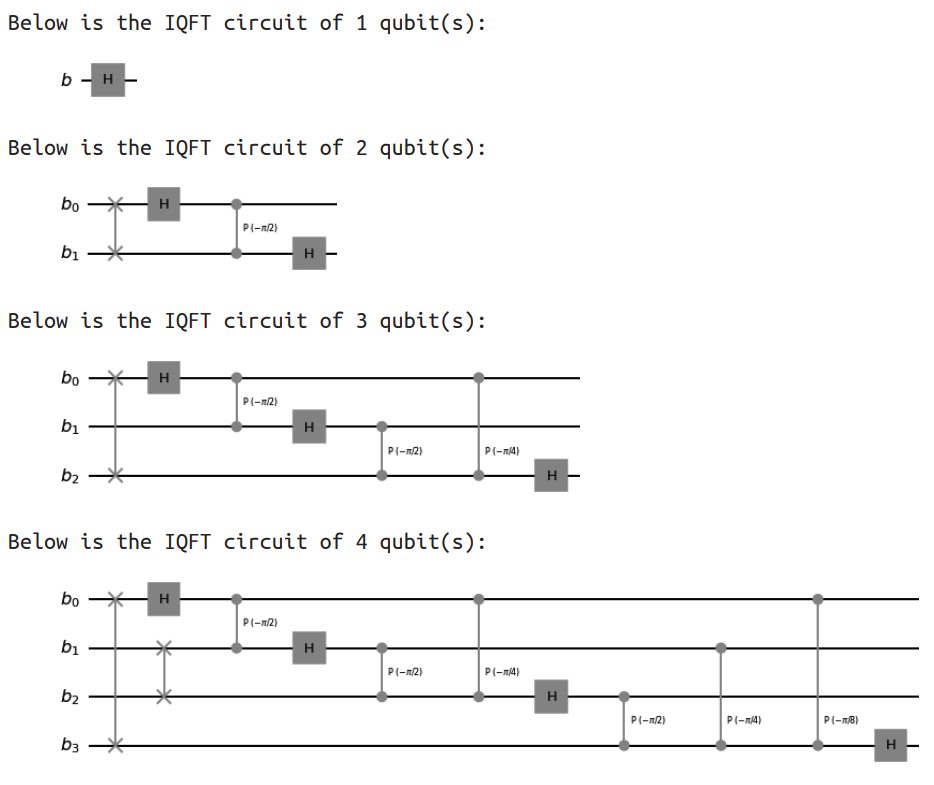 Below is the IQFT circuit of 1 qubit(s):
b H
Below is the IQFT circuit of 2 qubit(s):
b₀ H
P (−π/2)
b₁ H
Below is the IQFT circuit of 3 qubit(s):
b₀ H
P (−π/2)
b₁ H
P (−π/2) P (−π/4)
b₂ H
Below is the IQFT circuit of 4 qubit(s):
b₀ H
P (−π/2)
b₁ H
P (−π/2) P (−π/4)
b₂ H
P (−π/2) P (−π/4) P (−π/8)
b₃ H